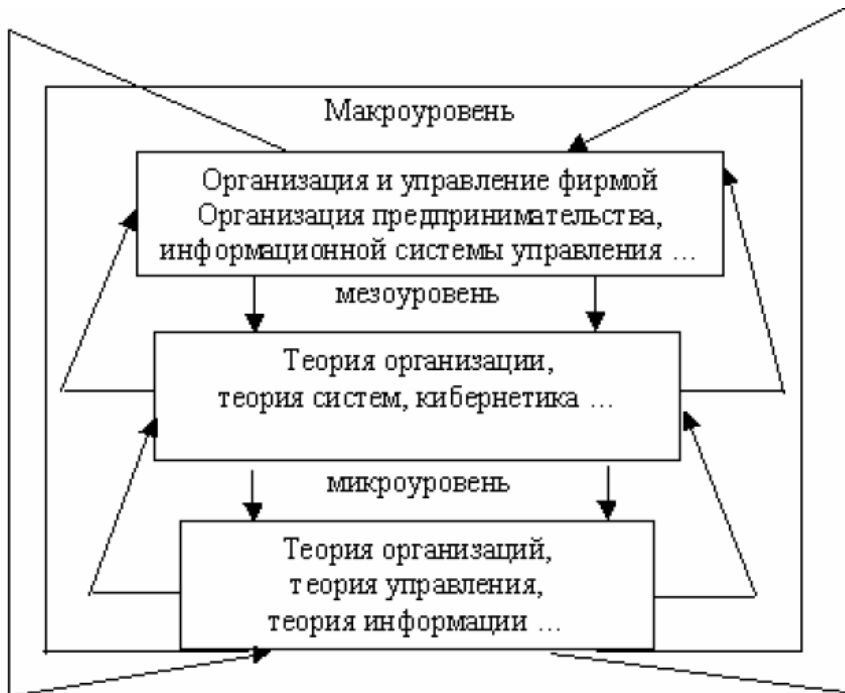 Макроуровень
Организация и управление фирмой
Организация предпринимательства,
информационной системы управления ...
мезоуровень
Теория организации,
теория систем, кибернетика ...
микроуровень
Теория организаций,
теория управления,
теория информации ...